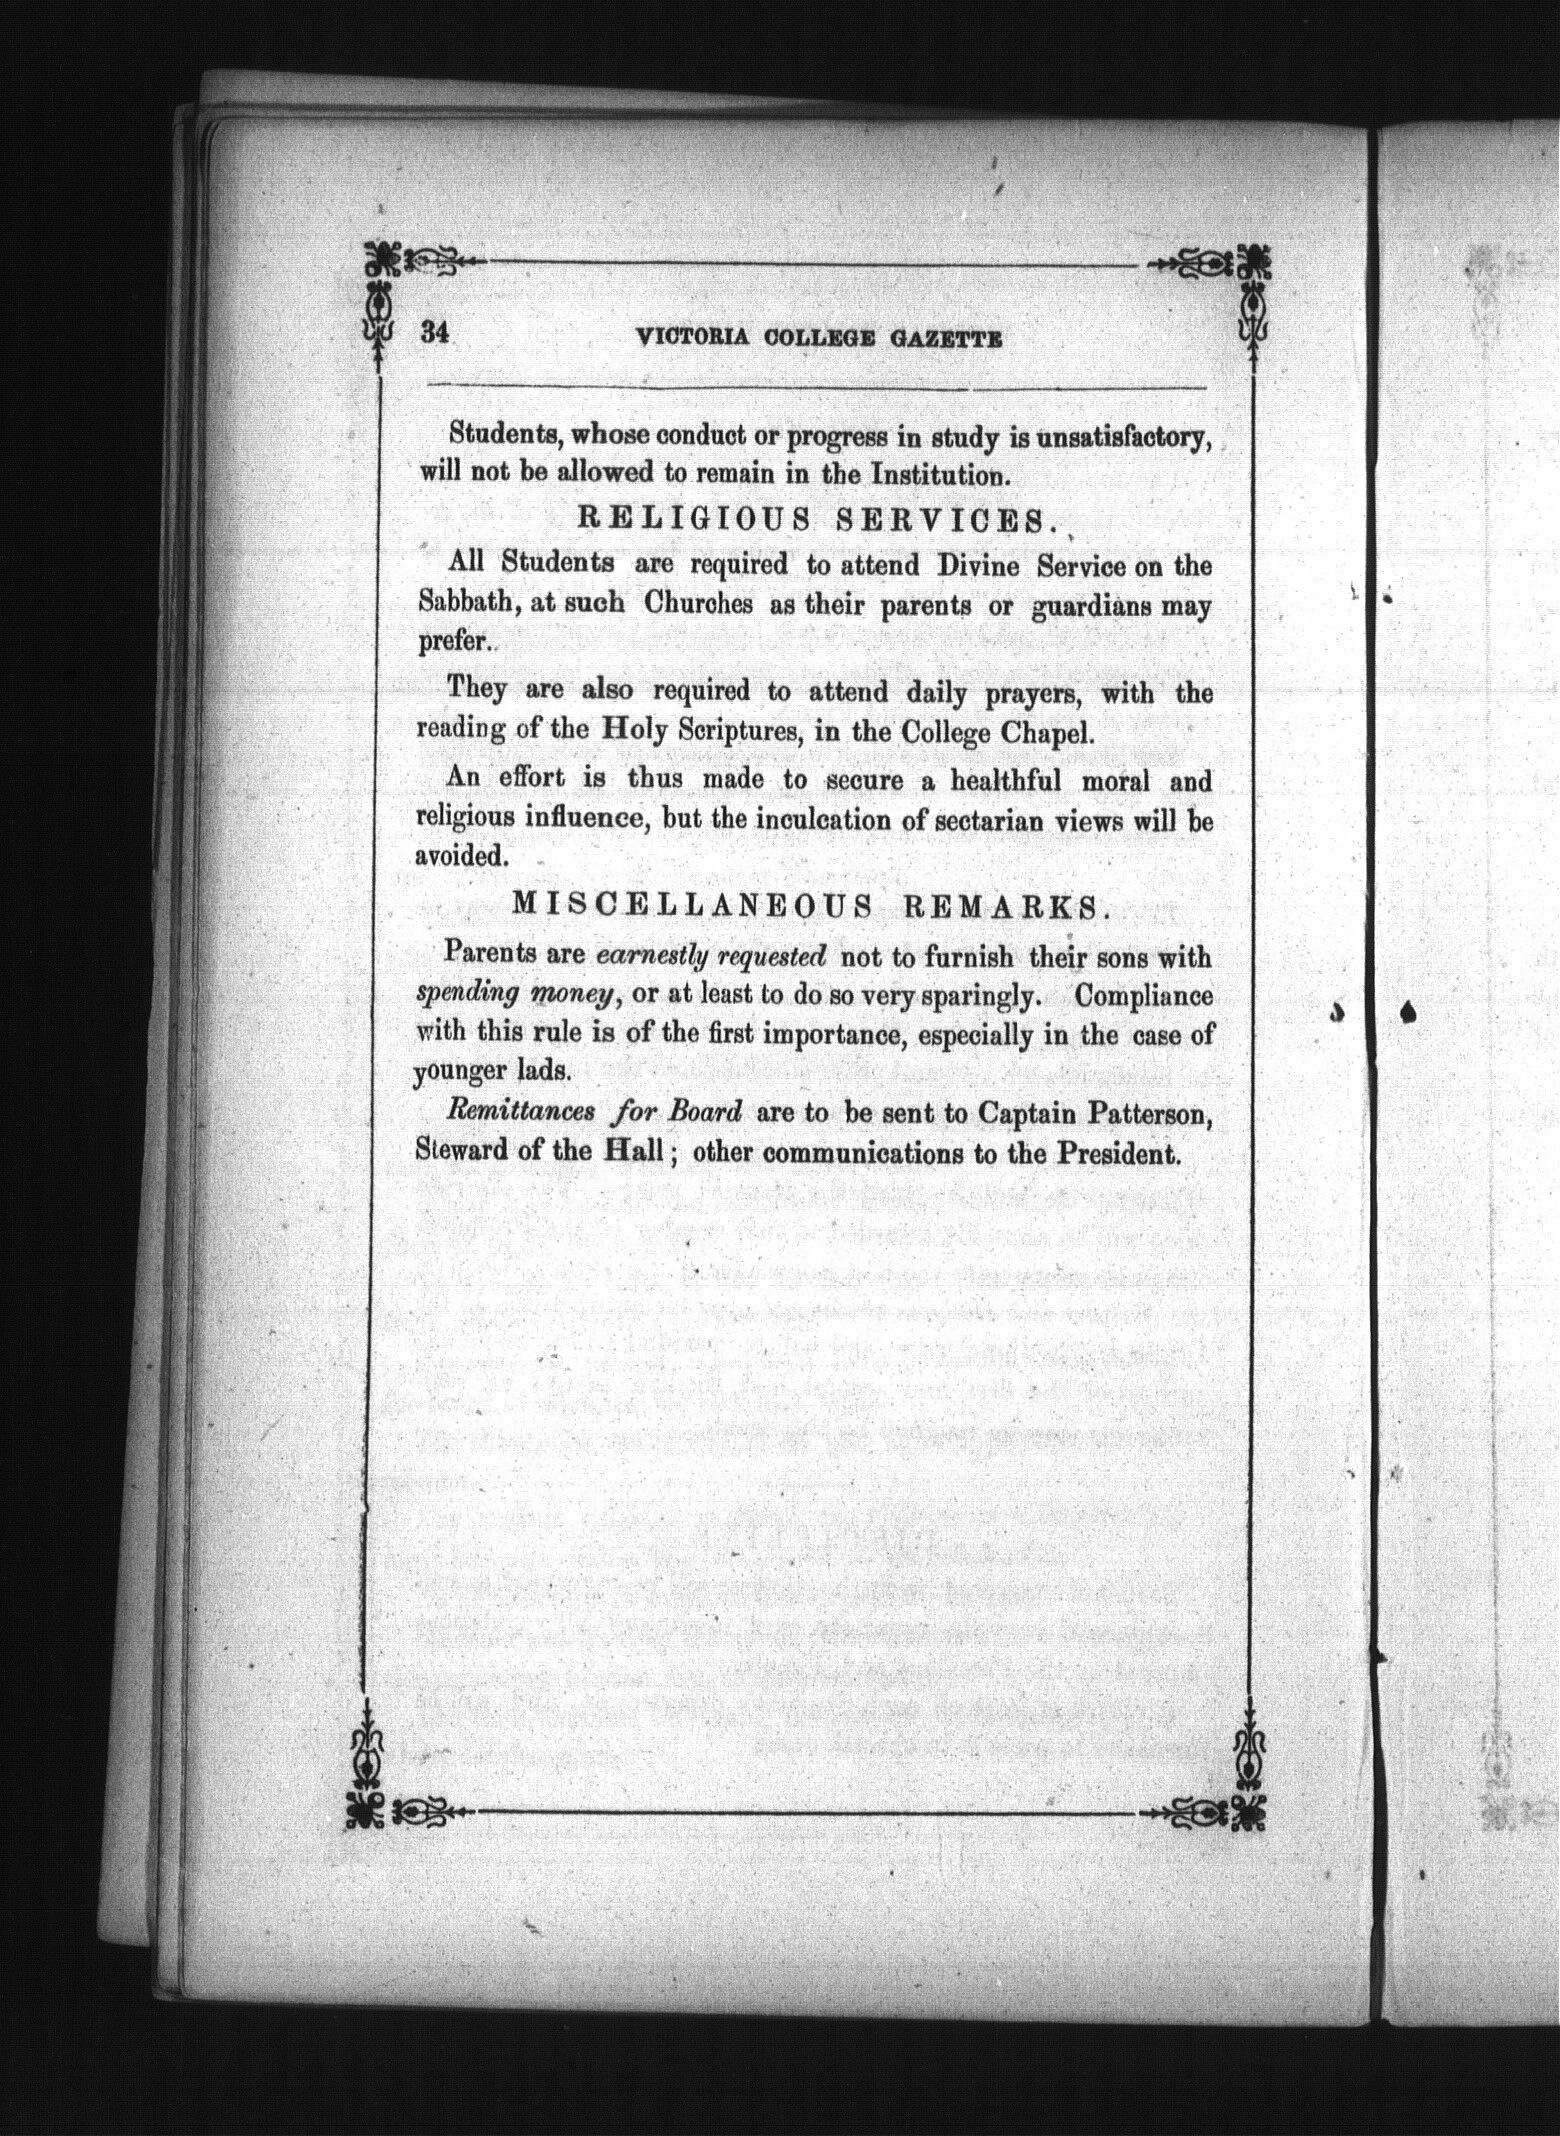 34 VICTORIA COLLEGE GAZETTE
Students, whose conduct or progress in study is unsatisfactory,
will not be allowed to remain in the Institution.
RELIGIOUS SERVICES.
All Students are required to attend Divine Service on the
Sabbath, at such Churches as their parents or guardians may
prefer.
They are also required to attend daily prayers, with the
reading of the Holy Scriptures, in the College Chapel.
An effort is thus made to secure a healthful moral and
religious influence, but the inculcation of sectarian views will be
avoided.
MISCELLANEOUS REMARKS.
Parents are earnestly requested not to furnish their sons with
spending money, or at least to do so very sparingly. Compliance
with this rule is of the first importance, especially in the case of
younger lads.
Remittances for Board are to be sent to Captain Patterson,
Steward of the Hall; other communications to the President.